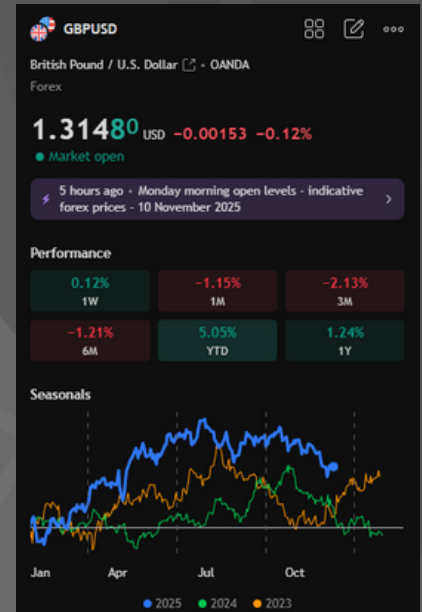 GBPUSD
British Pound / U.S. Dollar • OANDA
Forex
1.31480 USD −0.00153 −0.12%
Market open
5 hours ago • Monday morning open levels - indicative
forex prices - 10 November 2025
Performance
0.12% −1.15% −2.13%
1W 1M 3M
−1.21% 5.05% 1.24%
6M YTD 1Y
Seasonals
Jan Apr Jul Oct
2025 2024 2023